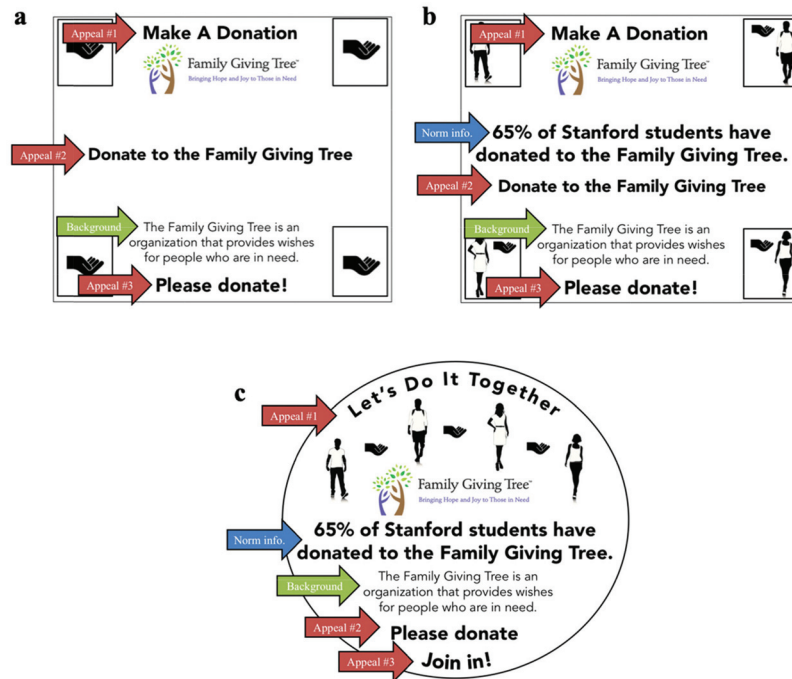 a
Appeal #1
Make A Donation
Family Giving Tree™
Bringing Hope and Joy to Those in Need
Appeal #2
Donate to the Family Giving Tree
Background
The Family Giving Tree is an
organization that provides wishes
for people who are in need.
Appeal #3
Please donate!
b
Appeal #1
Make A Donation
Family Giving Tree™
Bringing Hope and Joy to Those in Need
Norm info.
65% of Stanford students have
donated to the Family Giving Tree.
Appeal #2
Donate to the Family Giving Tree
Background
The Family Giving Tree is an
organization that provides wishes
for people who are in need.
Appeal #3
Please donate!
c
Appeal #1
Let's Do It Together
Family Giving Tree™
Bringing Hope and Joy to Those in Need
Norm info.
65% of Stanford students have
donated to the Family Giving Tree.
Background
The Family Giving Tree is an
organization that provides wishes
for people who are in need.
Appeal #2
Please donate
Appeal #3
Join in!